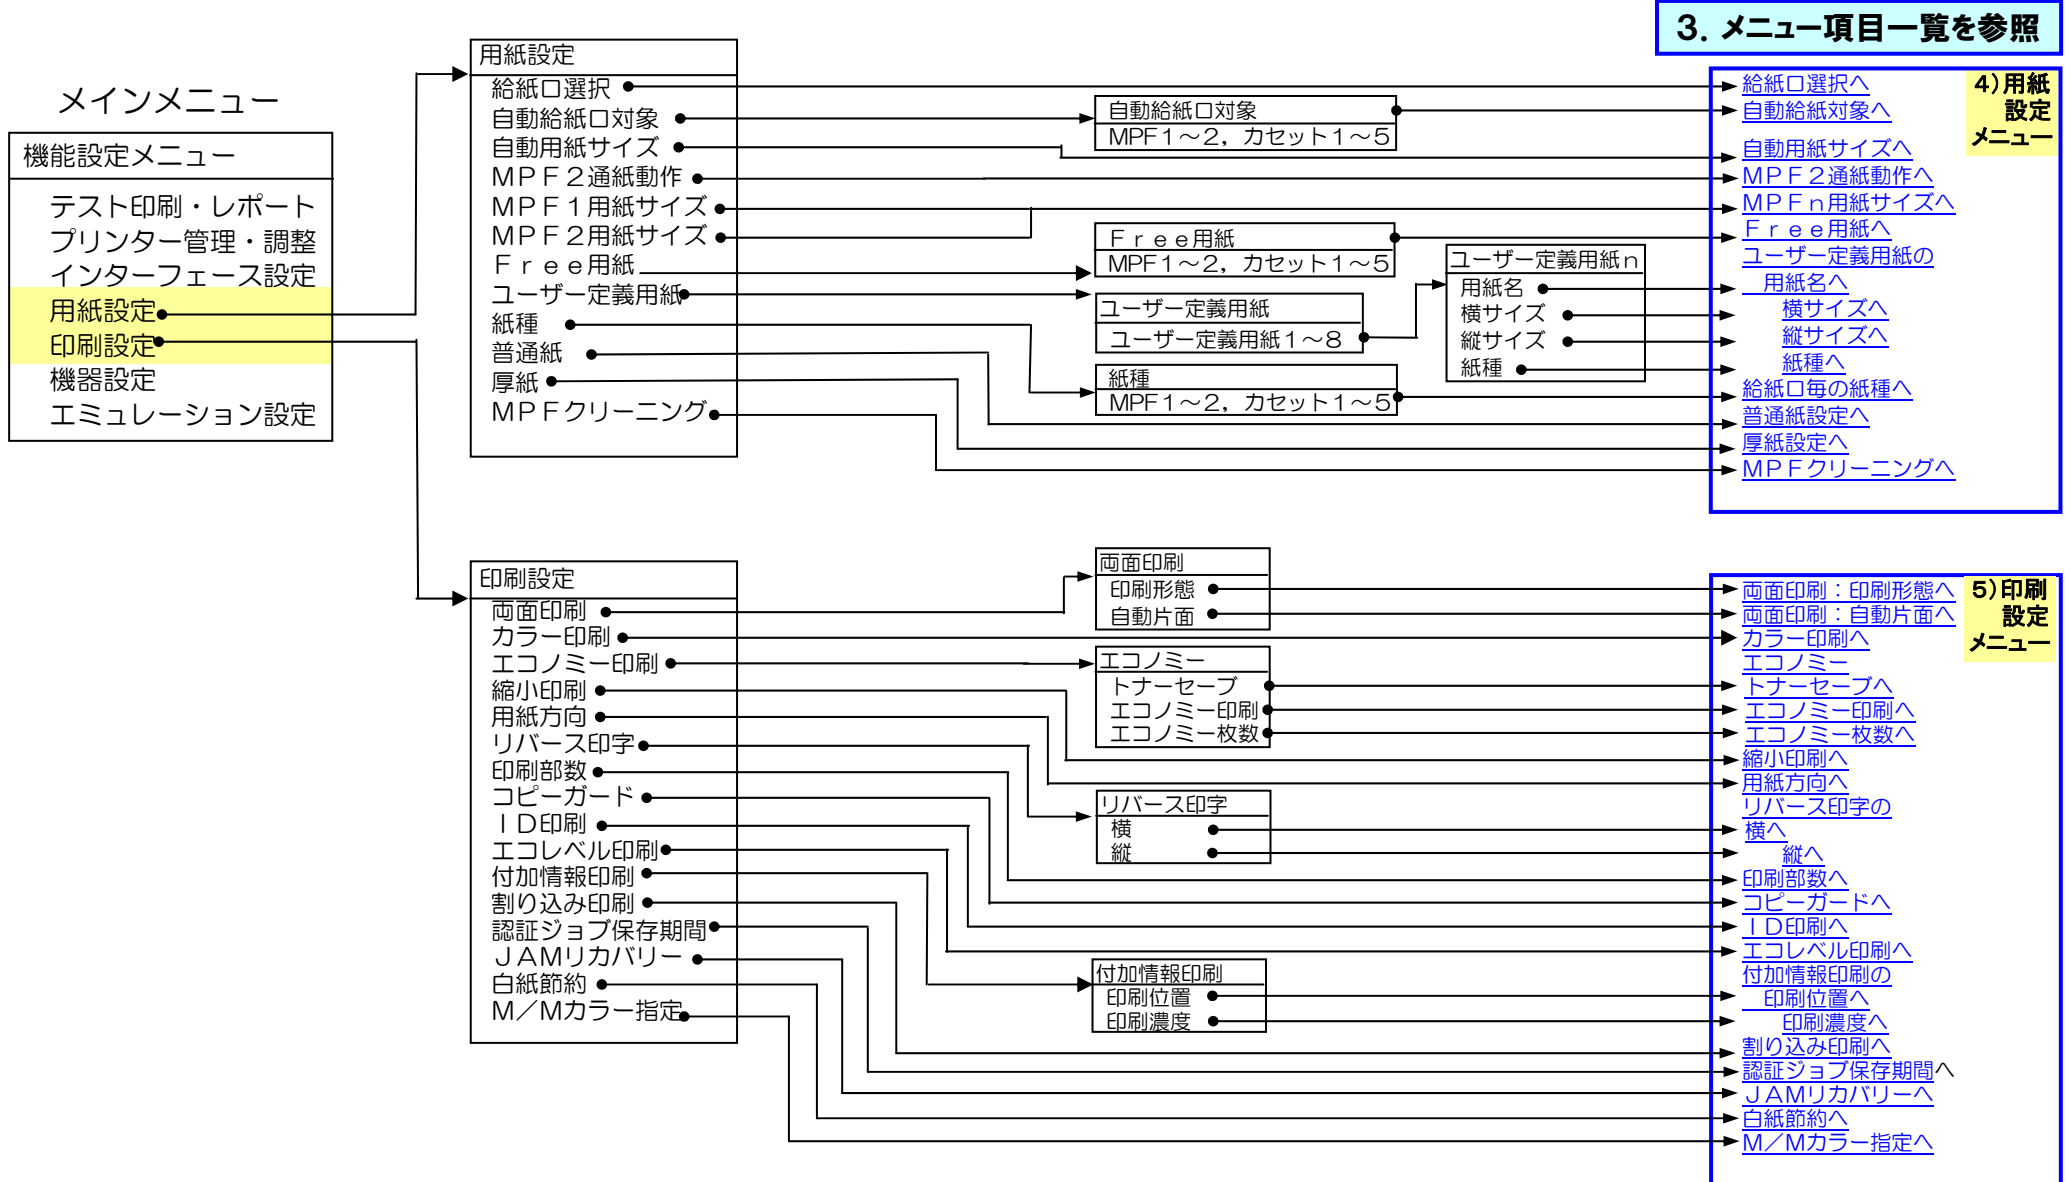 3．メニュー項目一覧を参照
メインメニュー
機能設定メニュー
テスト印刷・レポート
プリンター管理・調整
インターフェース設定
用紙設定
印刷設定
機器設定
エミュレーション設定
用紙設定
給紙口選択
自動給紙口対象
自動用紙サイズ
ＭＰＦ２通紙動作
ＭＰＦ１用紙サイズ
ＭＰＦ２用紙サイズ
Ｆｒｅｅ用紙
ユーザー定義用紙
紙種
普通紙
厚紙
ＭＰＦクリーニング
自動給紙口対象
MPF１～２，カセット１～５
Ｆｒｅｅ用紙
MPF１～２，カセット１～５
ユーザー定義用紙
ユーザー定義用紙１～８
紙種
MPF１～２，カセット１～５
ユーザー定義用紙ｎ
用紙名
横サイズ
縦サイズ
紙種
4)用紙
設定
メニュー
給紙口選択へ
自動給紙対象へ
自動用紙サイズへ
ＭＰＦ２通紙動作へ
ＭＰＦｎ用紙サイズへ
Ｆｒｅｅ用紙へ
ユーザー定義用紙の
用紙名へ
横サイズへ
縦サイズへ
紙種へ
給紙口毎の紙種へ
普通紙設定へ
厚紙設定へ
ＭＰＦクリーニングへ
印刷設定
両面印刷
カラー印刷
エコノミー印刷
縮小印刷
用紙方向
リバース印字
印刷部数
コピーガード
ＩＤ印刷
エコレベル印刷
付加情報印刷
割り込み印刷
認証ジョブ保存期間
ＪＡＭリカバリー
白紙節約
Ｍ／Ｍカラー指定
両面印刷
印刷形態
自動片面
エコノミー
トナーセーブ
エコノミー印刷
エコノミー枚数
リバース印字
横
縦
付加情報印刷
印刷位置
印刷濃度
5)印刷
設定
メニュー
両面印刷：印刷形態へ
両面印刷：自動片面へ
カラー印刷へ
エコノミー
トナーセーブへ
エコノミー印刷へ
エコノミー枚数へ
縮小印刷へ
用紙方向へ
リバース印字の
横へ
縦へ
印刷部数へ
コピーガードへ
ＩＤ印刷へ
エコレベル印刷へ
付加情報印刷の
印刷位置へ
印刷濃度へ
割り込み印刷へ
認証ジョブ保存期間へ
ＪＡＭリカバリーへ
白紙節約へ
Ｍ／Ｍカラー指定へ